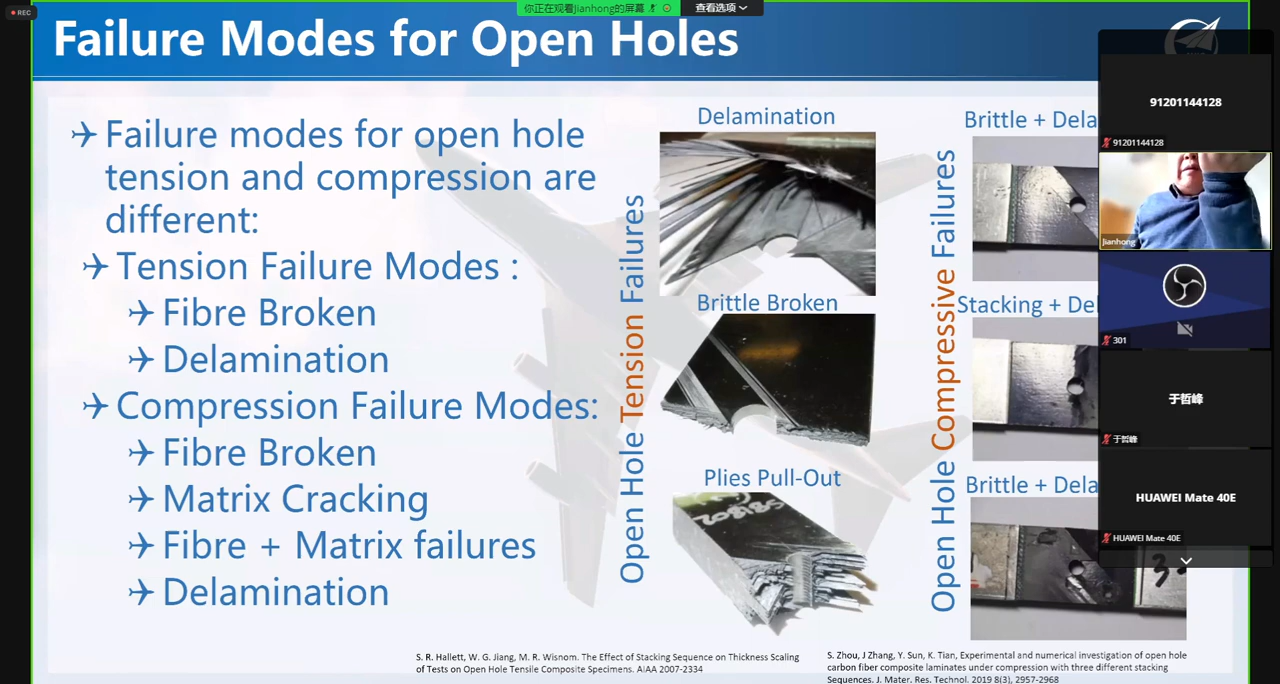 REC
你正在观看Jianhong的屏幕
查看选项
Failure Modes for Open Holes
Failure modes for open hole
tension and compression are
different:
Tension Failure Modes :
Fibre Broken
Delamination
Compression Failure Modes:
Fibre Broken
Matrix Cracking
Fibre + Matrix failures
Delamination
Open Hole Tension Failures
Delamination
Brittle Broken
Plies Pull-Out
Open Hole Compressive Failures
Brittle + Dela
Stacking + Del
Brittle + Dela
S. R. Hallett, W. G. Jiang, M. R. Wisnom. The Effect of Stacking Sequence on Thickness Scaling
of Tests on Open Hole Tensile Composite Specimens. AIAA 2007-2334
S. Zhou, J Zhang, Y. Sun, K. Tian, Experimental and numerical investigation of open hole
carbon fiber composite laminates under compression with three different stacking
Sequences. J. Mater. Res. Technol. 2019 8(3), 2957-2968
91201144128
91201144128
Jianhong
301
于哲峰
于哲峰
HUAWEI Mate 40E
HUAWEI Mate 40E